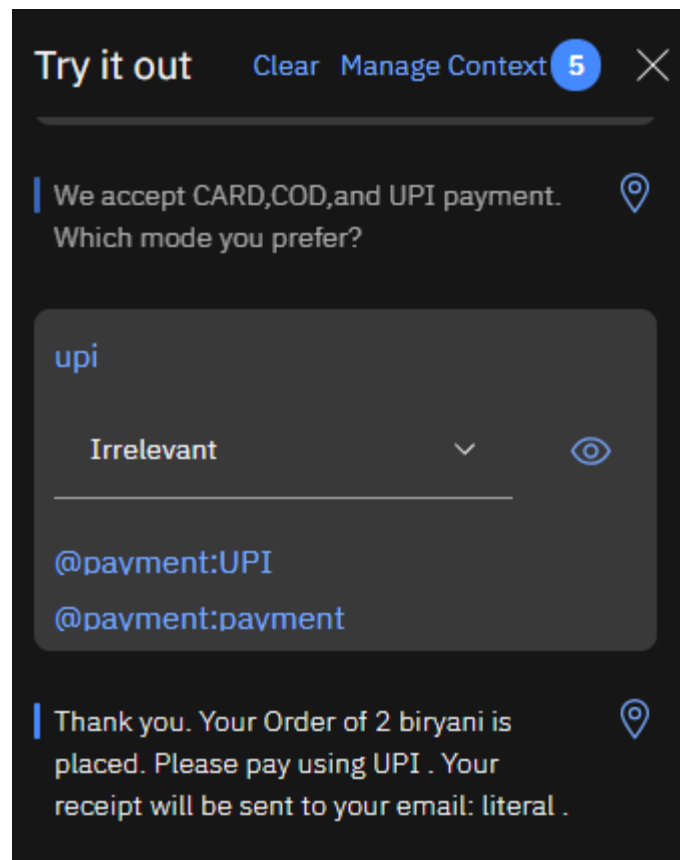 Try it out Clear Manage Context 5
We accept CARD,COD,and UPI payment.
Which mode you prefer?
upi
Irrelevant
@payment:UPI
@payment:payment
Thank you. Your Order of 2 biryani is
placed. Please pay using UPI . Your
receipt will be sent to your email: literal .